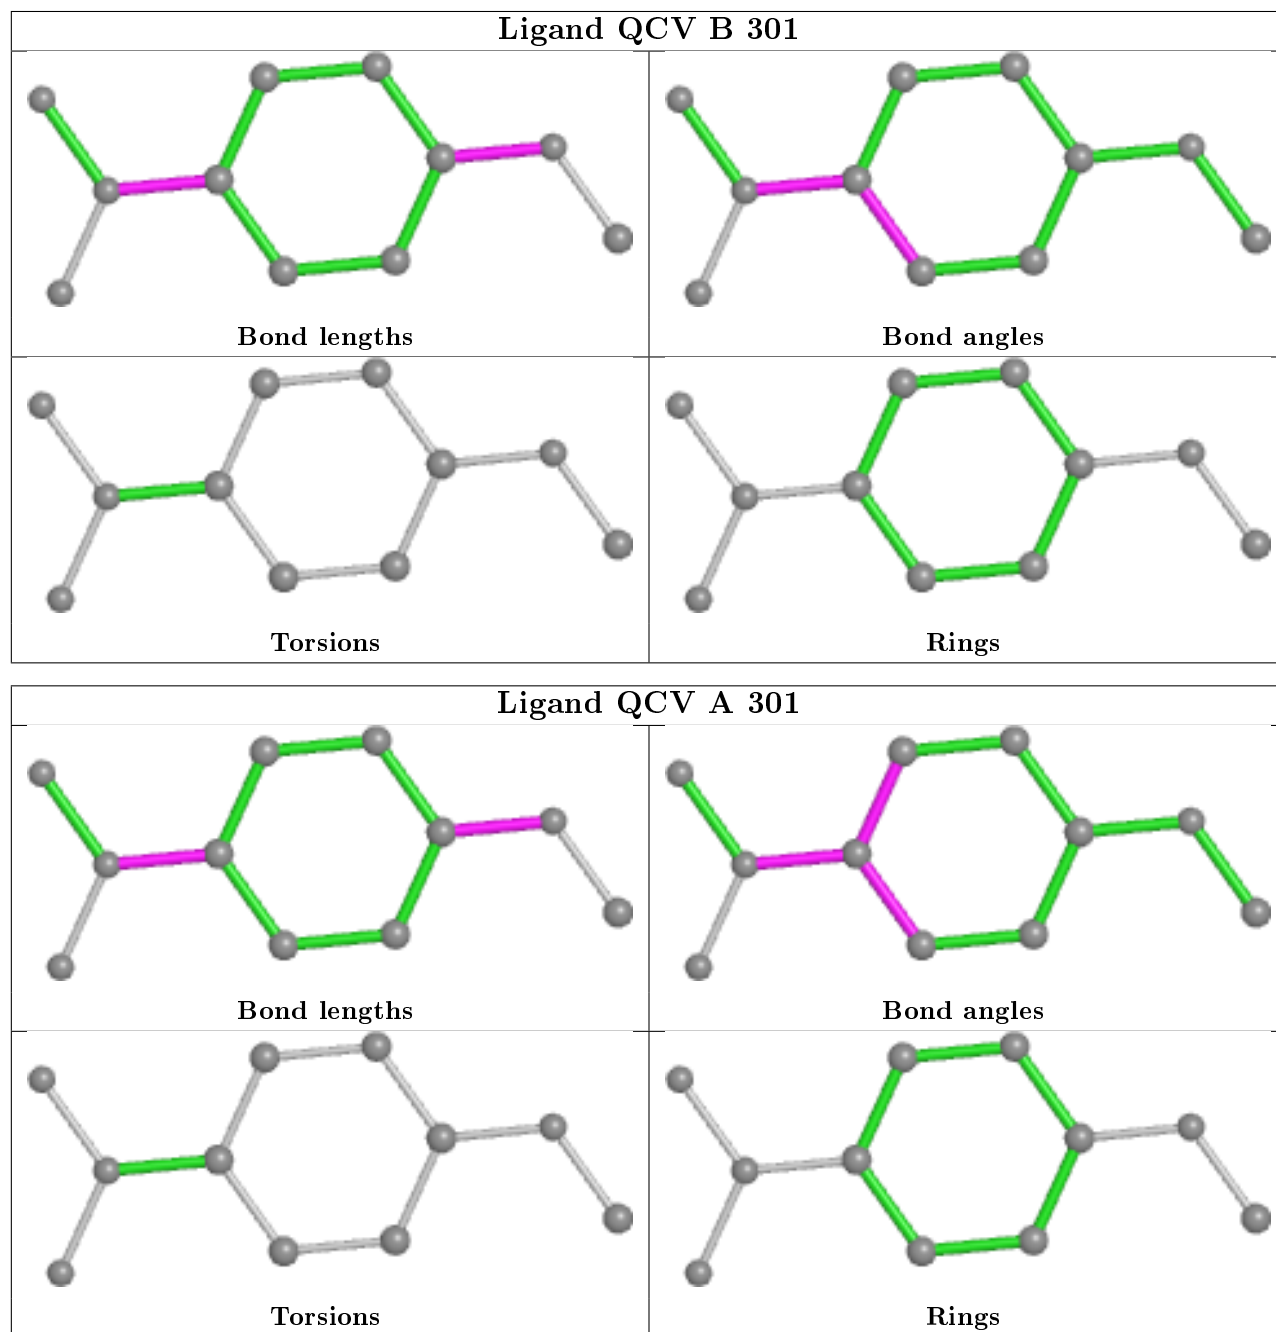 Ligand QCV B 301
Bond lengths
Bond angles
Torsions
Rings
Ligand QCV A 301
Bond lengths
Bond angles
Torsions
Rings